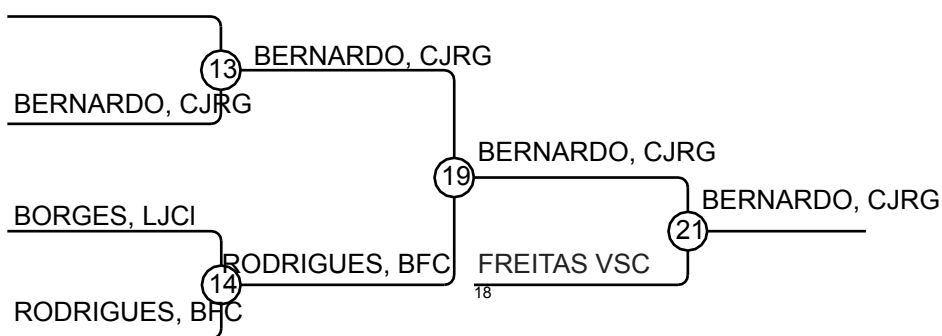 BERNARDO, CJRG
13
BERNARDO, CJRG
BERNARDO, CJRG
19
BERNARDO, CJRG
BORGES, LJCI
21
RODRIGUES, BFC
FREITAS VSC
14
18
RODRIGUES, BFC